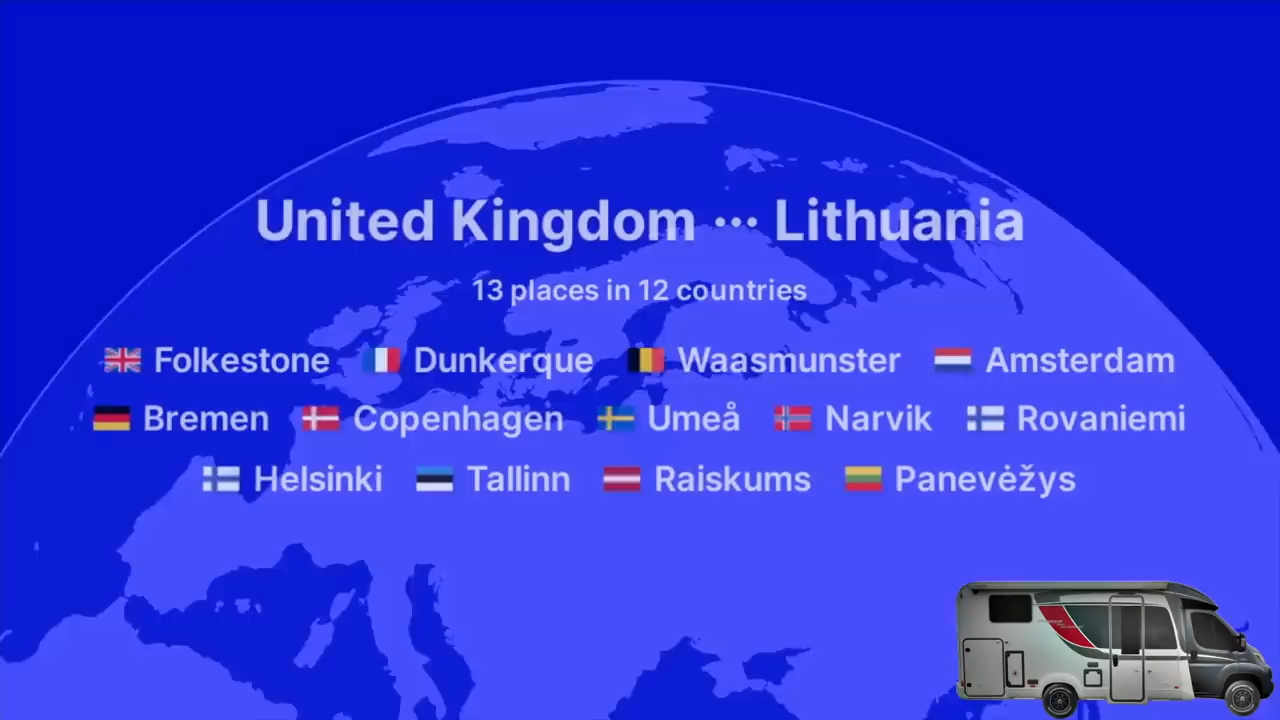 United Kingdom ··· Lithuania
13 places in 12 countries
Folkestone Dunkerque Waasmunster Amsterdam
Bremen Copenhagen Umeå Narvik Rovaniemi
Helsinki Tallinn Raiskums Panevėžys